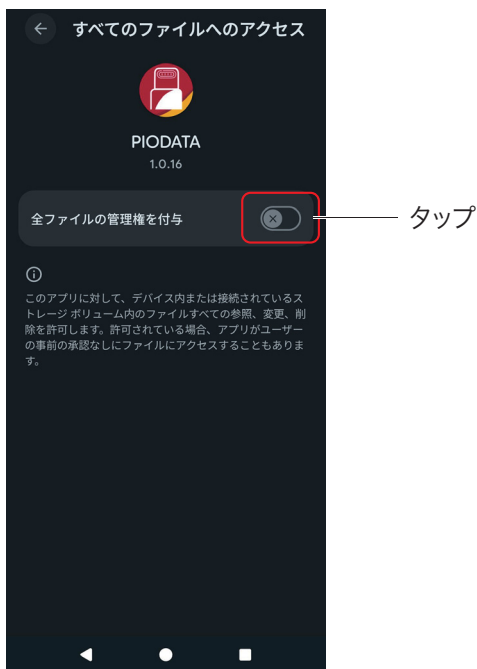 すべてのファイルへのアクセス
PIODATA
1.0.16
全ファイルの管理権を付与
タップ
このアプリに対して、デバイス内または接続されているス
トレージ ボリューム内のファイルすべての参照、変更、削
除を許可します。許可されている場合、アプリがユーザー
の事前の承認なしにファイルにアクセスすることもありま
す。